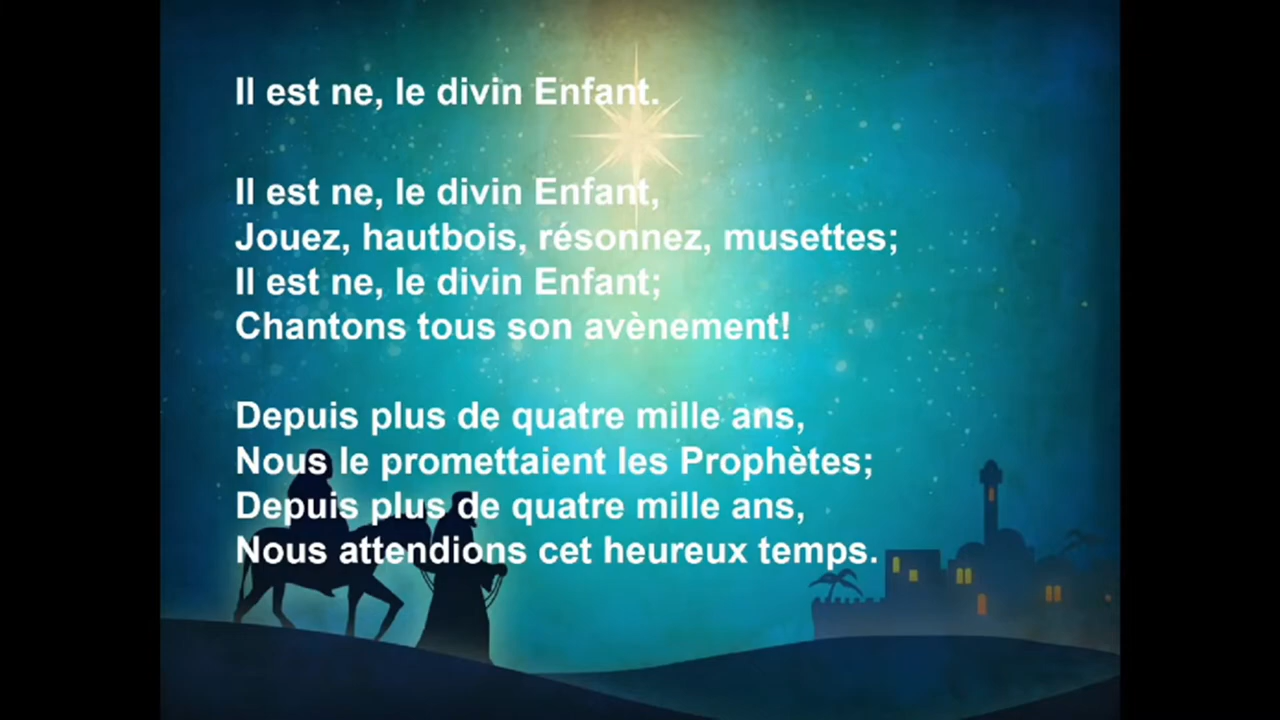 Il est ne, le divin Enfant.
Il est ne, le divin Enfant,
Jouez, hautbois, résonnez, musettes;
Il est ne, le divin Enfant;
Chantons tous son avènement!
Depuis plus de quatre mille ans,
Nous le promettaient les Prophètes;
Depuis plus de quatre mille ans,
Nous attendions cet heureux temps.